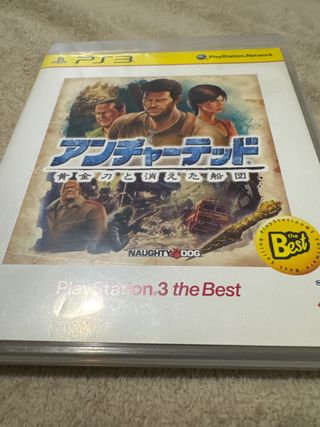 PS3
PlayStation Network
アンチャーテッド
黄金刀と消えた船団
NAUGHTY DOG
the
Best
PlayStation 3 the Best